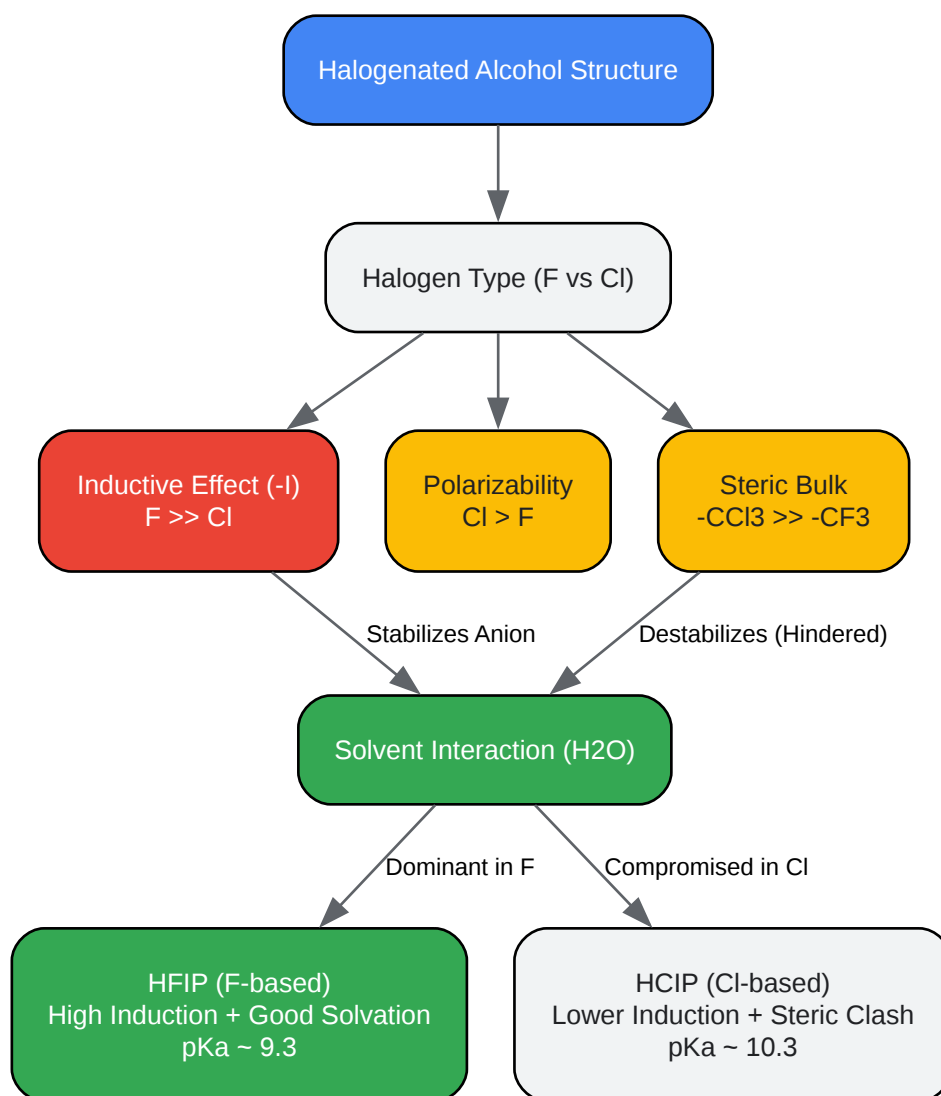 Halogenated Alcohol Structure
Halogen Type (F vs Cl)
Inductive Effect (-I)
F >> Cl
Polarizability
Cl > F
Steric Bulk
-CCl3 >> -CF3
Stabilizes Anion
Destabilizes (Hindered)
Solvent Interaction (H2O)
Dominant in F
Compromised in Cl
HFIP (F-based)
High Induction + Good Solvation
pKa ~ 9.3
HCIP (Cl-based)
Lower Induction + Steric Clash
pKa ~ 10.3